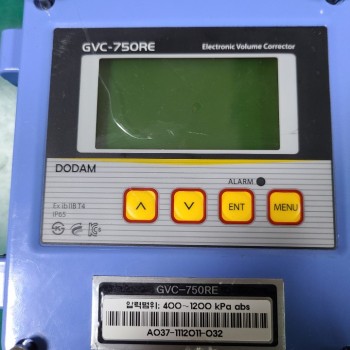 GVC-750RE Electronic Volume Corrector
DODAM
ALARM
Ex ib IIB T4
IP65
ENT MENU
GVC-750RE
압력범위: 400~1200 kPa abs
A037-1112011-032